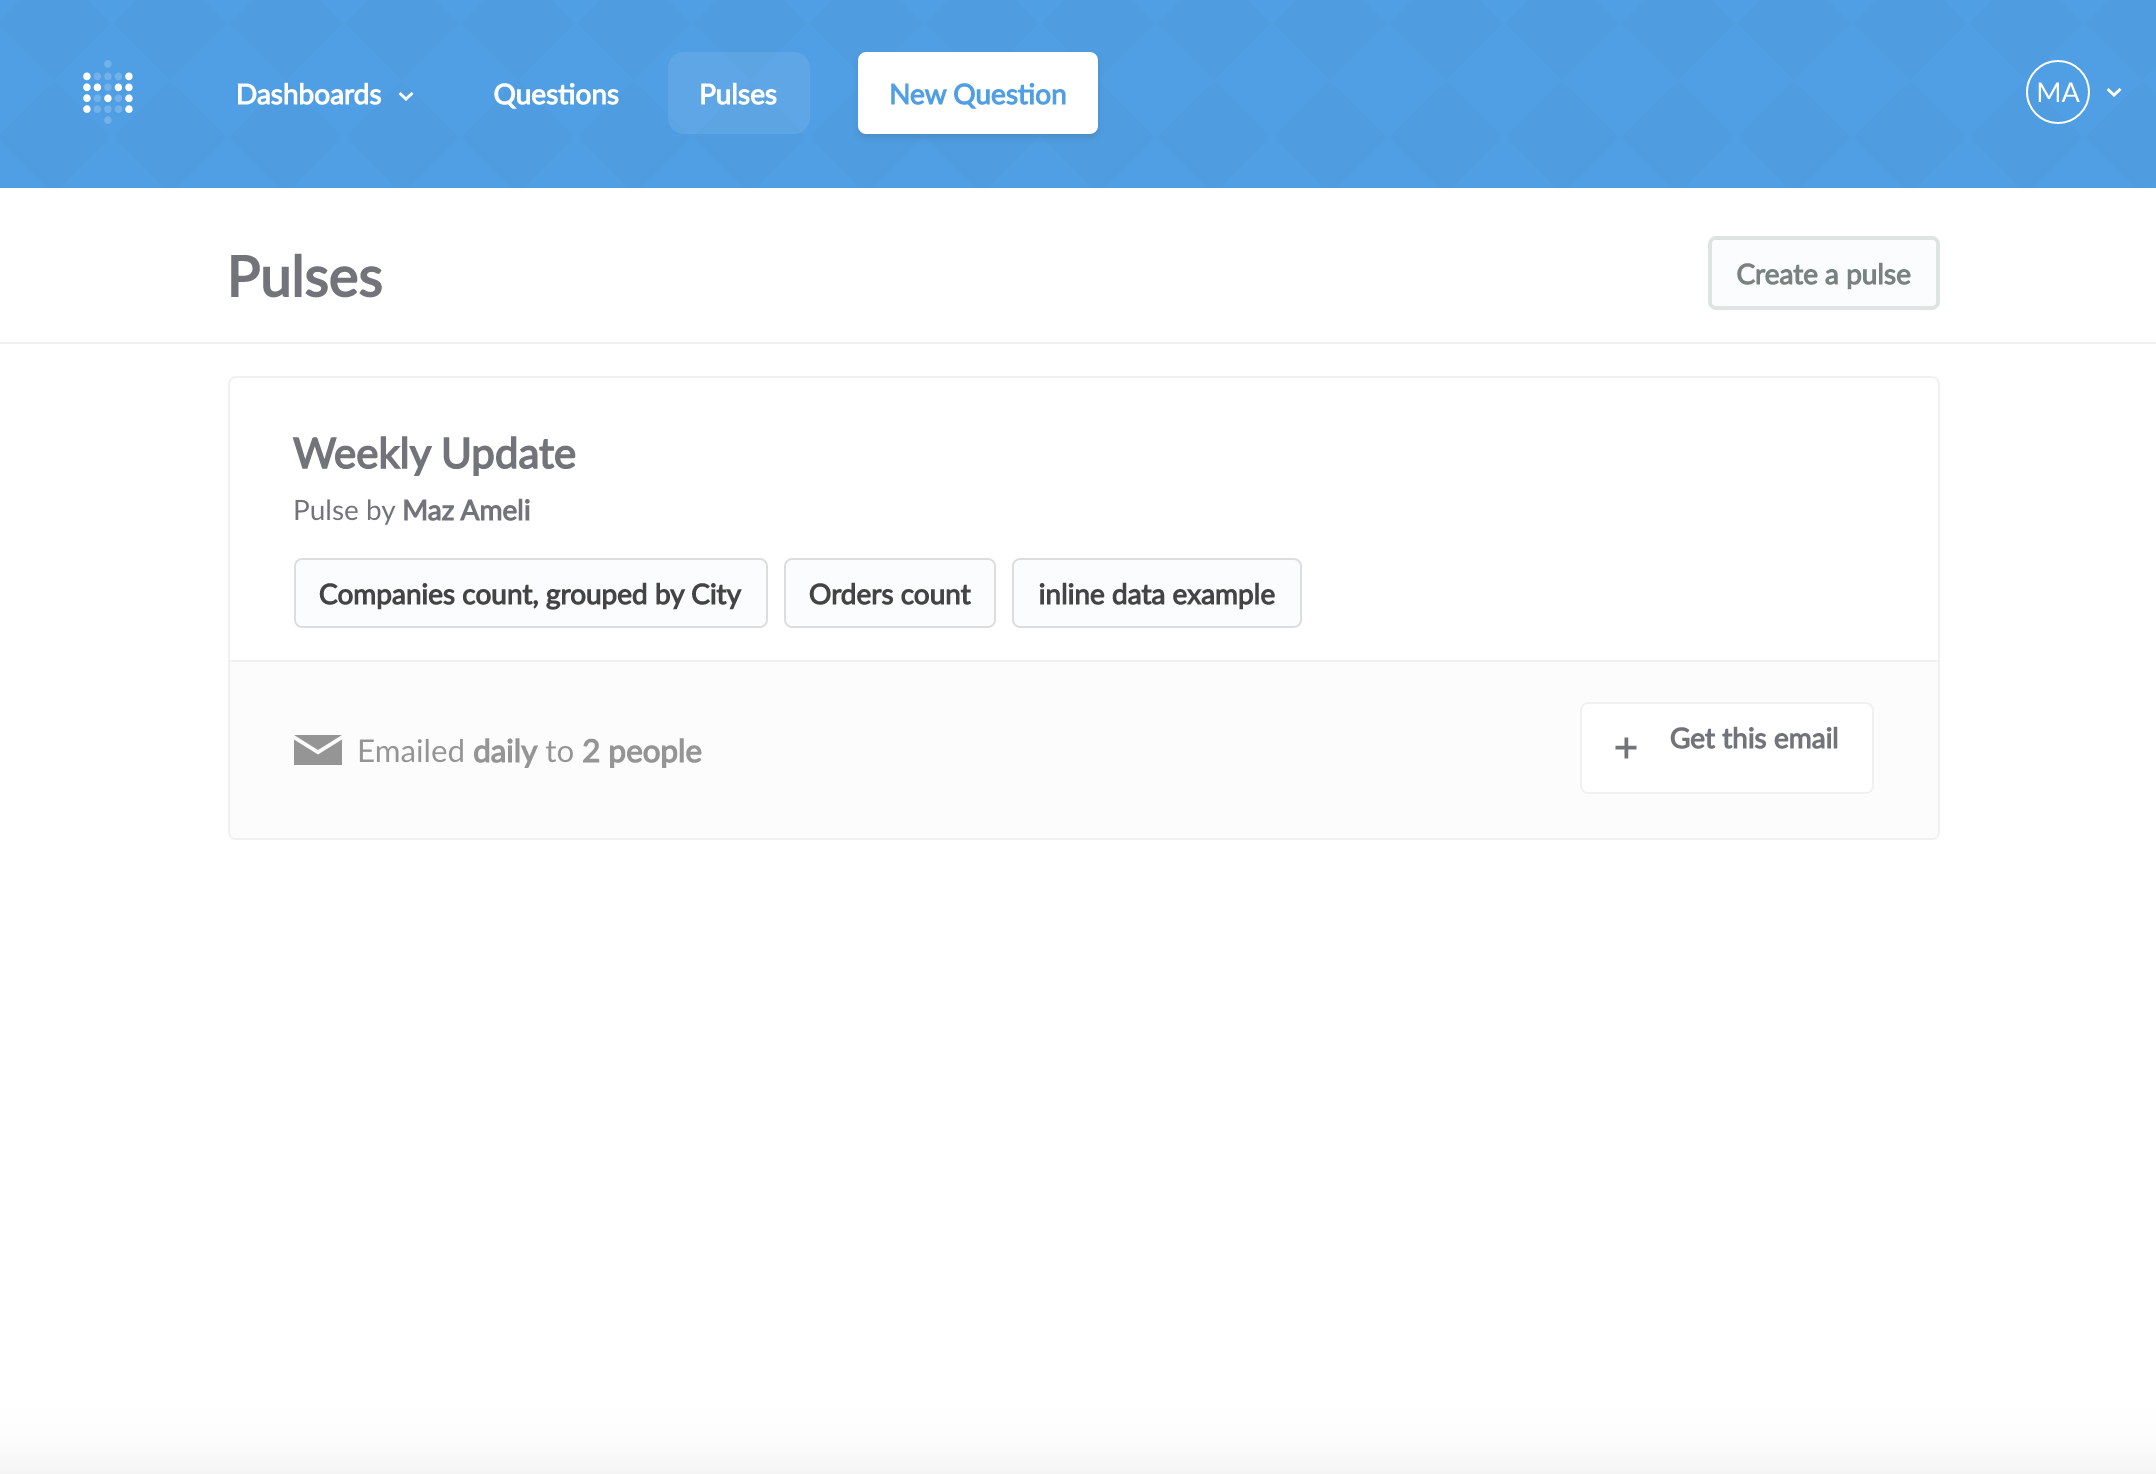 Dashboards Questions Pulses New Question MA
Pulses Create a pulse
Weekly Update
Pulse by Maz Ameli
Companies count, grouped by City Orders count inline data example
Emailed daily to 2 people + Get this email